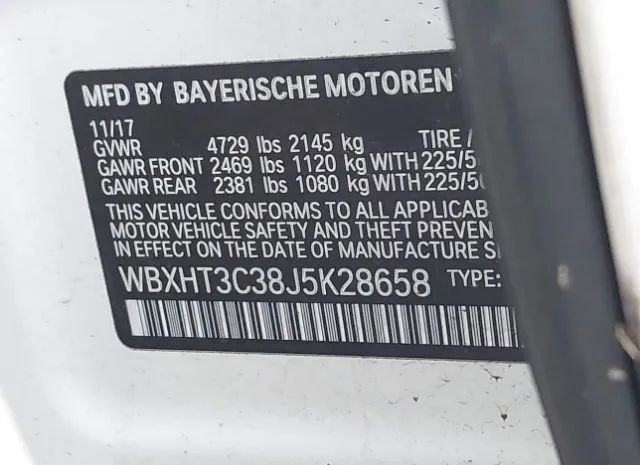 MFD BY BAYERISCHE MOTOREN
11/17
GVWR 4729 lbs 2145 kg TIRE /
GAWR FRONT 2469 lbs 1120 kg WITH 225/5
GAWR REAR 2381 lbs 1080 kg WITH 225/50
THIS VEHICLE CONFORMS TO ALL APPLICAB
MOTOR VEHICLE SAFETY AND THEFT PREVEN
IN EFFECT ON THE DATE OF MANUFACTURE S
WBXHT3C38J5K28658 TYPE: